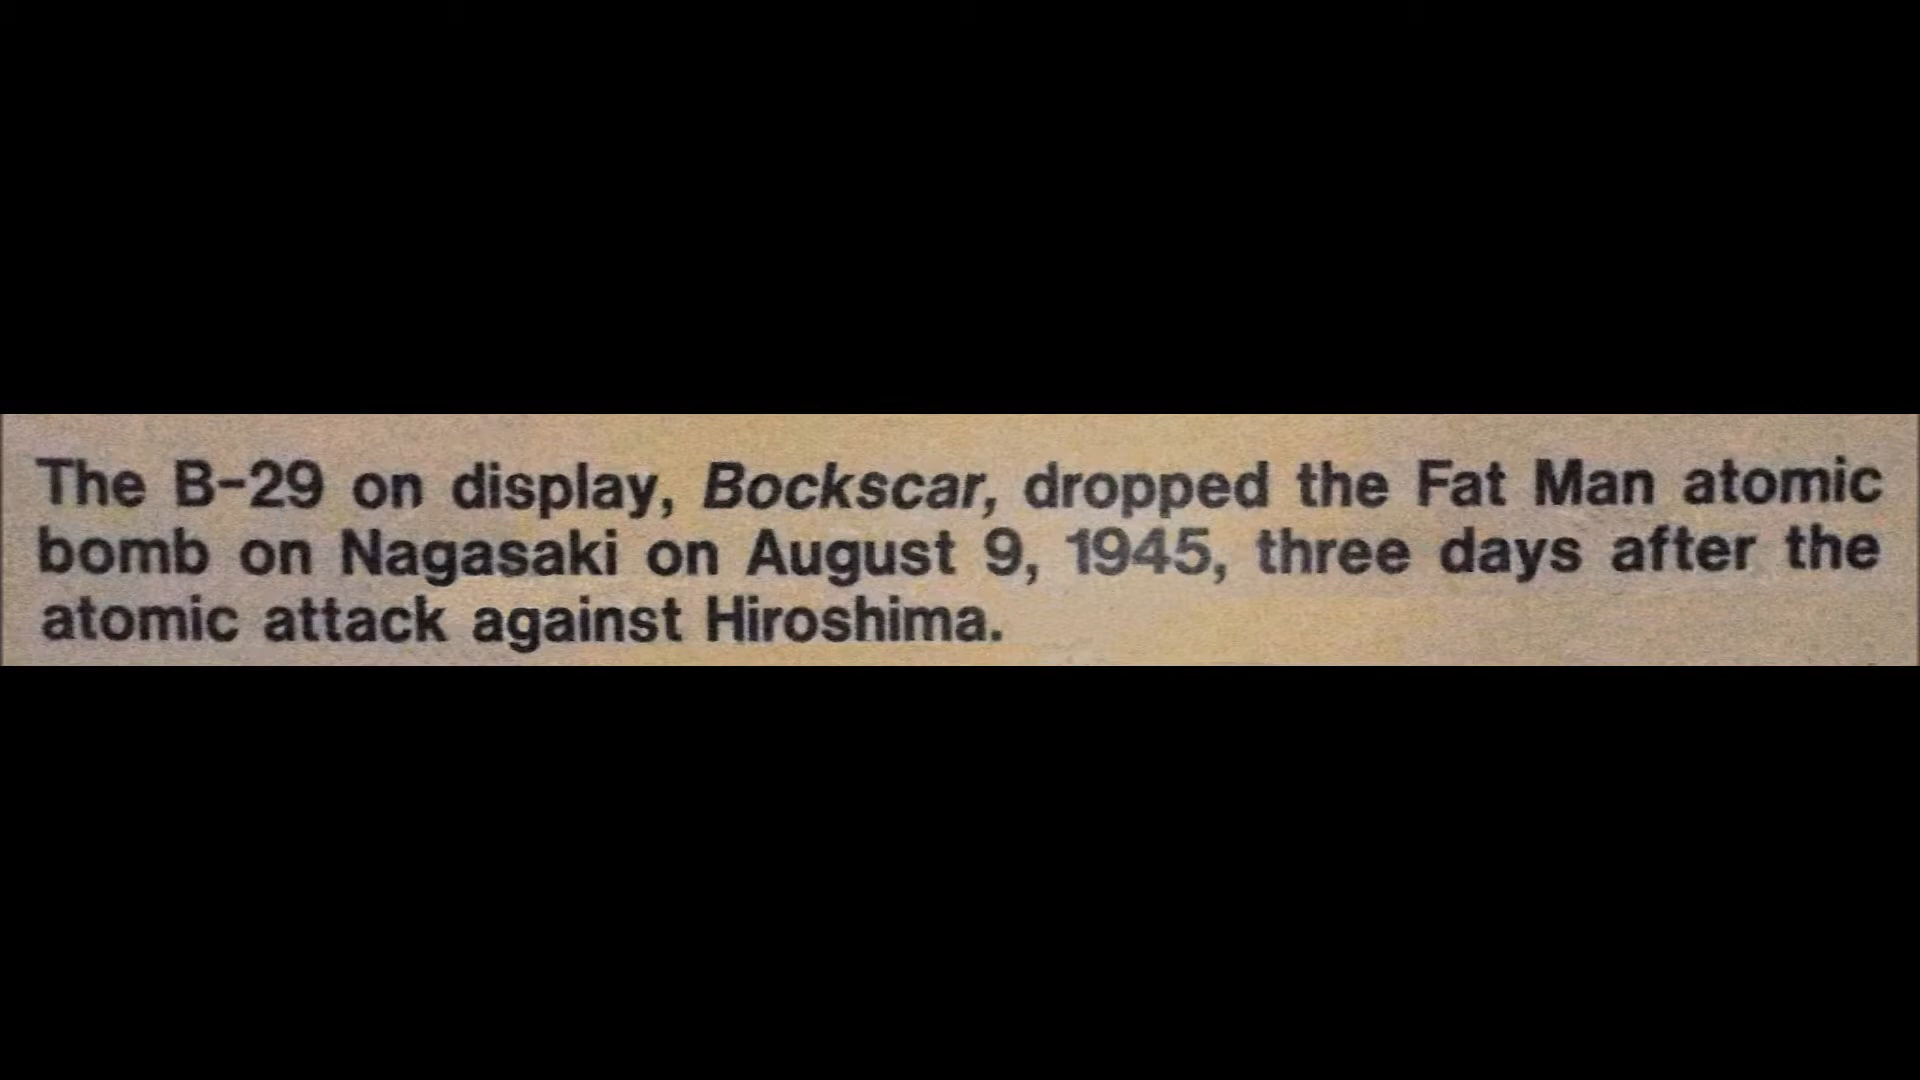 The B-29 on display, Bockscar, dropped the Fat Man atomic
bomb on Nagasaki on August 9, 1945, three days after the
atomic attack against Hiroshima.